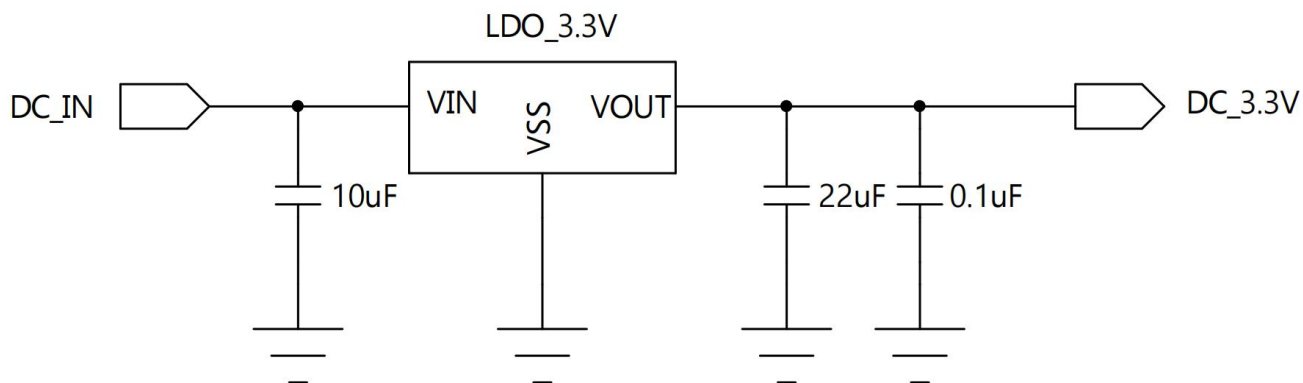 LDO_3.3V
DC_IN
VIN
VSS
VOUT
DC_3.3V
10uF
22uF
0.1uF